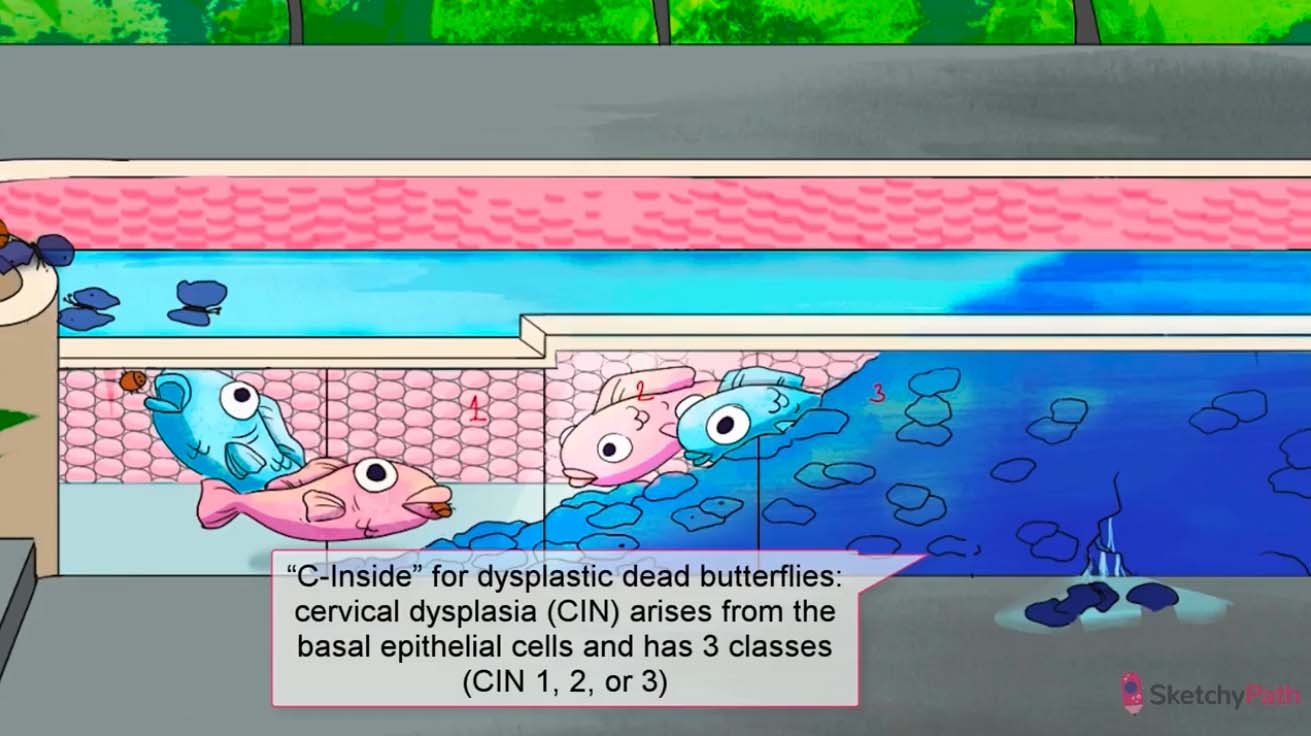 1
2
3
“C-Inside” for dysplastic dead butterflies:
cervical dysplasia (CIN) arises from the
basal epithelial cells and has 3 classes
(CIN 1, 2, or 3)
SketchyPath